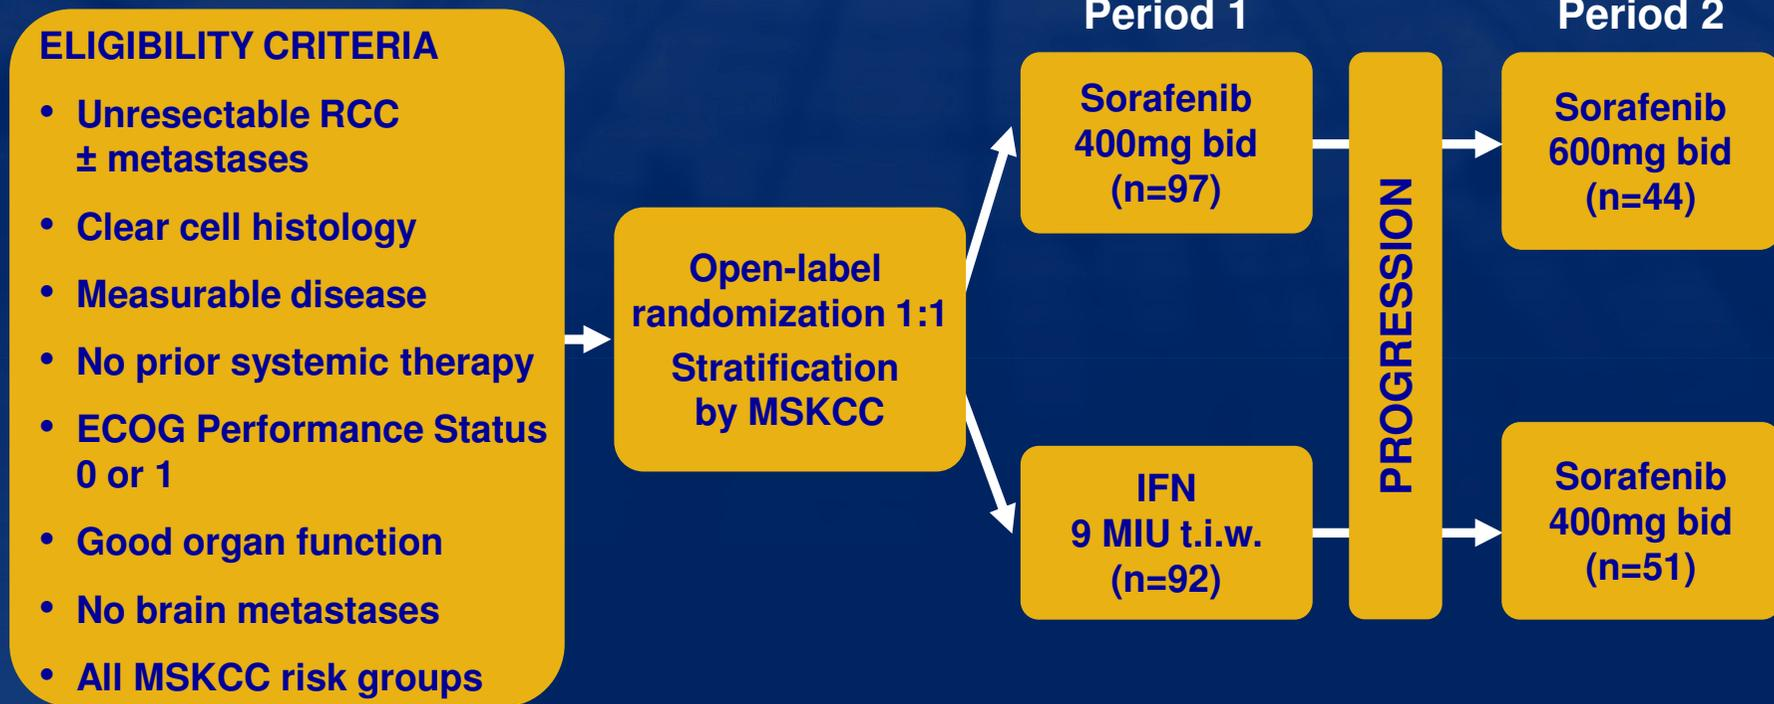 ELIGIBILITY CRITERIA
• Unresectable RCC
± metastases
• Clear cell histology
• Measurable disease
• No prior systemic therapy
• ECOG Performance Status
0 or 1
• Good organ function
• No brain metastases
• All MSKCC risk groups
Open-label
randomization 1:1
Stratification
by MSKCC
Period 1
Sorafenib
400mg bid
(n=97)
IFN
9 MIU t.i.w.
(n=92)
PROGRESSION
Period 2
Sorafenib
600mg bid
(n=44)
Sorafenib
400mg bid
(n=51)